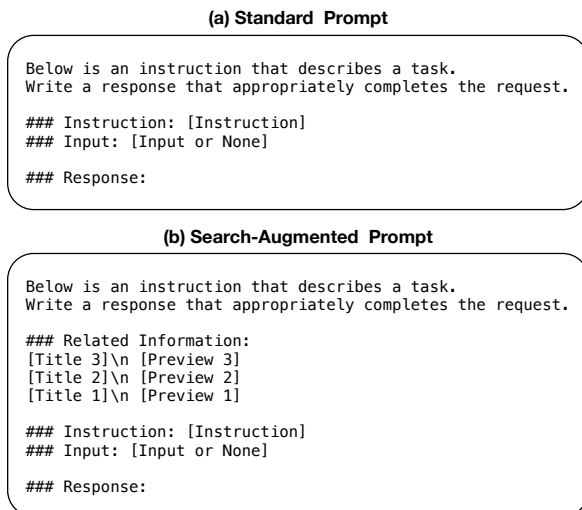 (a) Standard Prompt
Below is an instruction that describes a task.
Write a response that appropriately completes the request.
### Instruction: [Instruction]
### Input: [Input or None]
### Response:
(b) Search-Augmented Prompt
Below is an instruction that describes a task.
Write a response that appropriately completes the request.
### Related Information:
[Title 3]\n [Preview 3]
[Title 2]\n [Preview 2]
[Title 1]\n [Preview 1]
### Instruction: [Instruction]
### Input: [Input or None]
### Response: